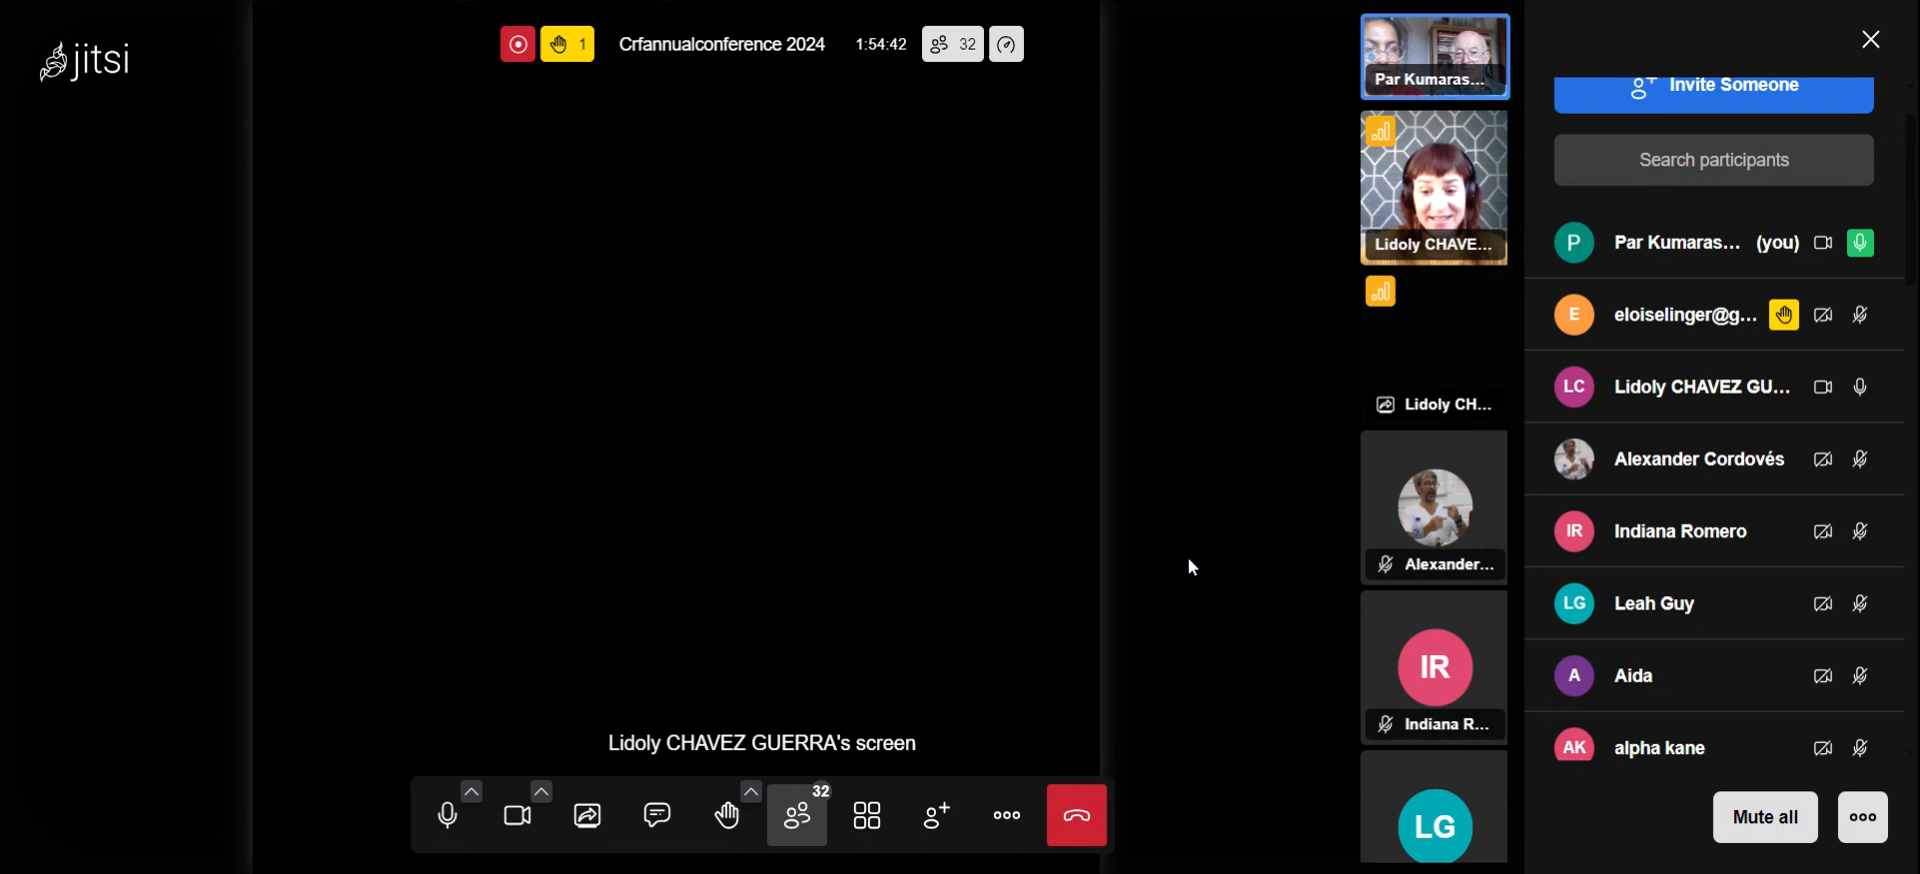 jitsi
1
Crfannualconference 2024
1:54:42
32
Par Kumaras...
Lidoly CHAVE...
Lidoly CH...
Alexander...
IR
Indiana R...
LG
Lidoly CHAVEZ GUERRA's screen
32
Invite Someone
Search participants
P Par Kumaras... (you)
E eloiselinger@g...
LC Lidoly CHAVEZ GU...
Alexander Cordovés
IR Indiana Romero
LG Leah Guy
A Aida
AK alpha kane
Mute all